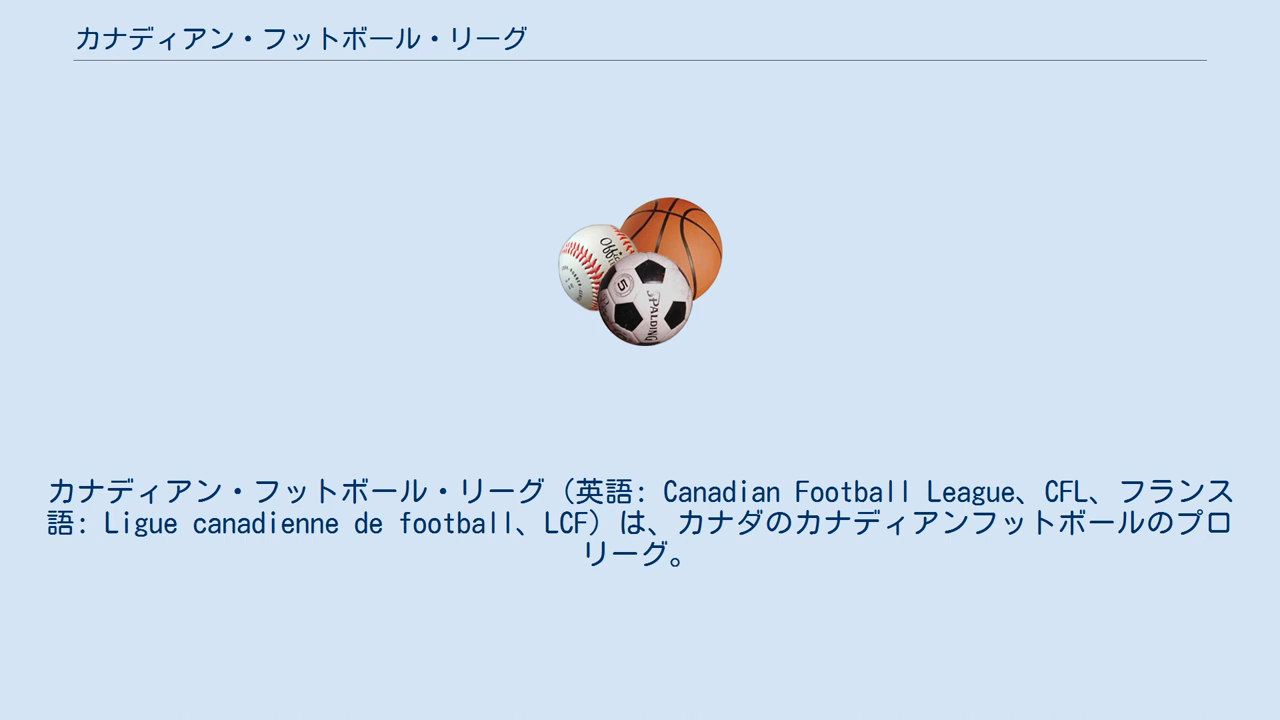 カナディアン・フットボール・リーグ
Offi
5
SPALDING
カナディアン・フットボール・リーグ（英語: Canadian Football League、CFL、フランス
語: Ligue canadienne de football、LCF）は、カナダのカナディアンフットボールのプロ
リーグ。